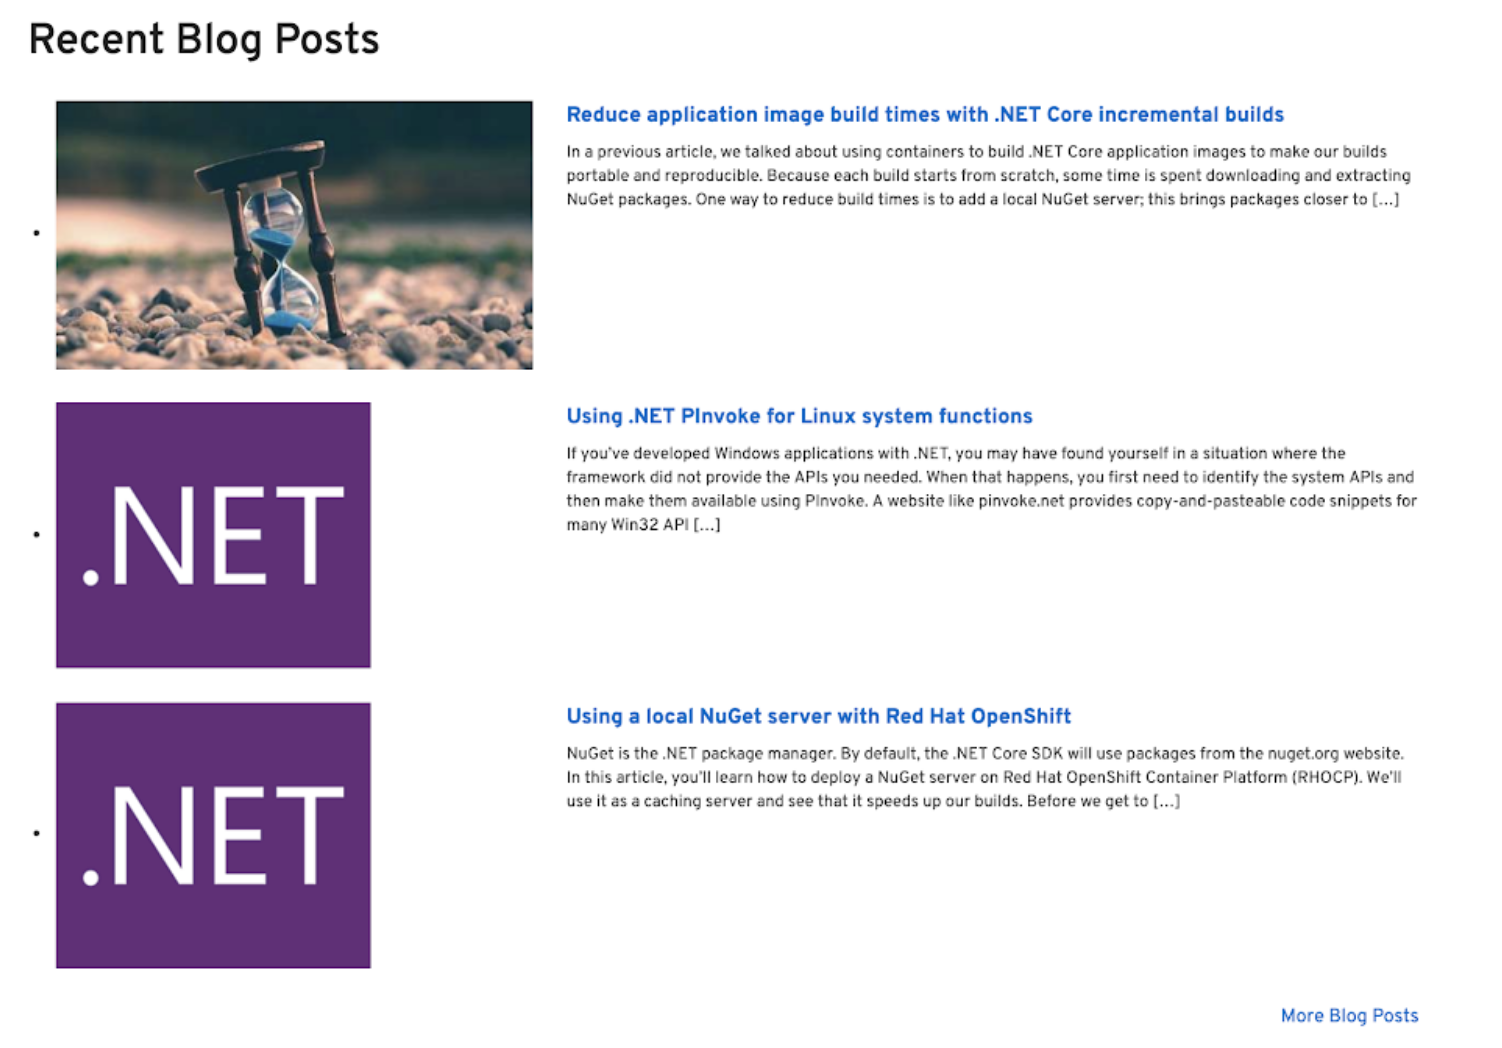 Recent Blog Posts
Reduce application image build times with .NET Core incremental builds
In a previous article, we talked about using containers to build .NET Core application images to make our builds
portable and reproducible. Because each build starts from scratch, some time is spent downloading and extracting
NuGet packages. One way to reduce build times is to add a local NuGet server; this brings packages closer to [...]
.NET
Using .NET PInvoke for Linux system functions
If you've developed Windows applications with .NET, you may have found yourself in a situation where the
framework did not provide the APIs you needed. When that happens, you first need to identify the system APIs and
then make them available using PInvoke. A website like pinvoke.net provides copy-and-pasteable code snippets for
many Win32 API [...]
.NET
Using a local NuGet server with Red Hat OpenShift
NuGet is the .NET package manager. By default, the .NET Core SDK will use packages from the nuget.org website.
In this article, you'll learn how to deploy a NuGet server on Red Hat OpenShift Container Platform (RHOCP). We'll
use it as a caching server and see that it speeds up our builds. Before we get to [...]
More Blog Posts